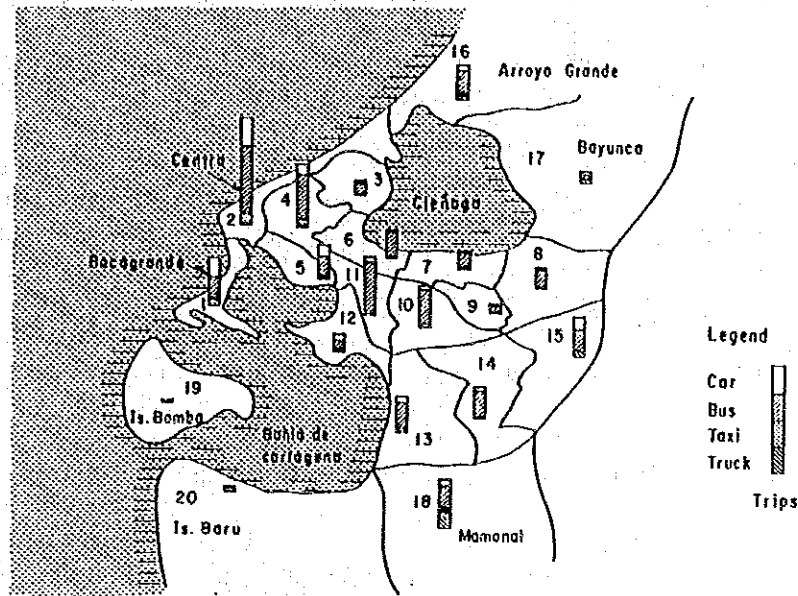 16
Arroyo Grande
17
Bayunca
Centra
3
4
Cienaga
2
6
Bocagrande
5
11
7
8
1
10
9
12
15
Legend
14
Car
19
Bus
Is. Bomba
Taxi
Bahia de
cartagena
13
Truck
20
18
Trips
Is. Baru
Mamonal